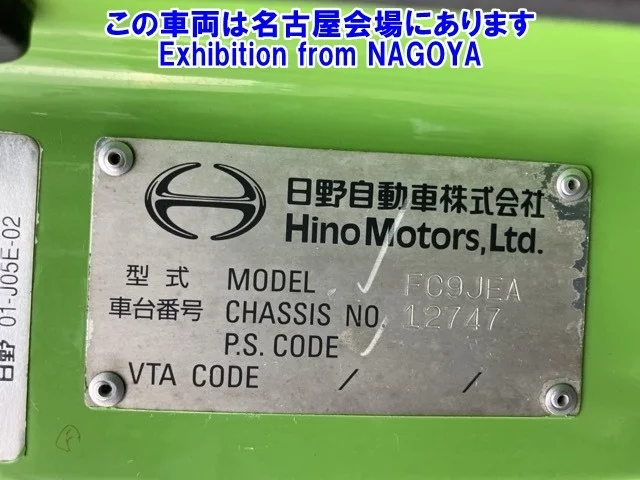 この車両は名古屋会場にあります
Exhibition from NAGOYA
日野自動車株式会社
Hino Motors, Ltd.
型式 MODEL FC9JEA
車台番号 CHASSIS NO. 12747
P.S. CODE
VTA CODE / /
日野 01-J05E-02